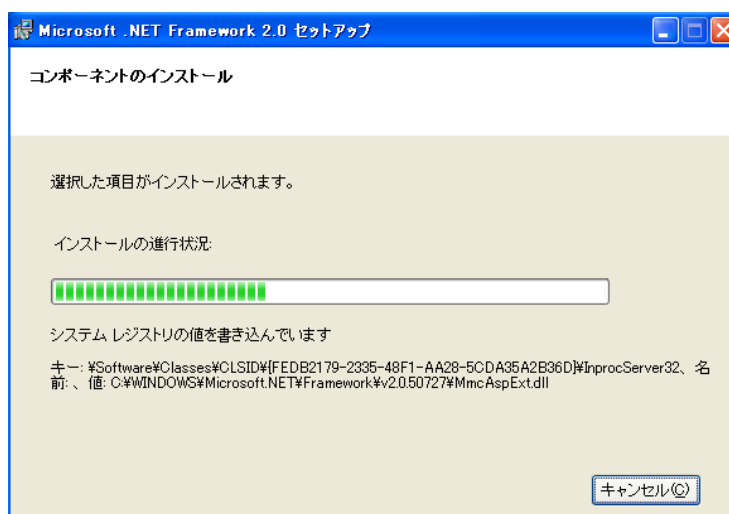 Microsoft .NET Framework 2.0 セットアップ
コンポーネントのインストール
選択した項目がインストールされます。
インストールの進行状況:
システム レジストリの値を書き込んでいます
キー: ¥Software¥Classes¥CLSID¥{FEDB2179-2335-48F1-AA28-5CDA35A2B36D}¥InprocServer32、名
前: 、値: C:¥WINDOWS¥Microsoft.NET¥Framework¥v2.0.50727¥MmcAspExt.dll
キャンセル(C)